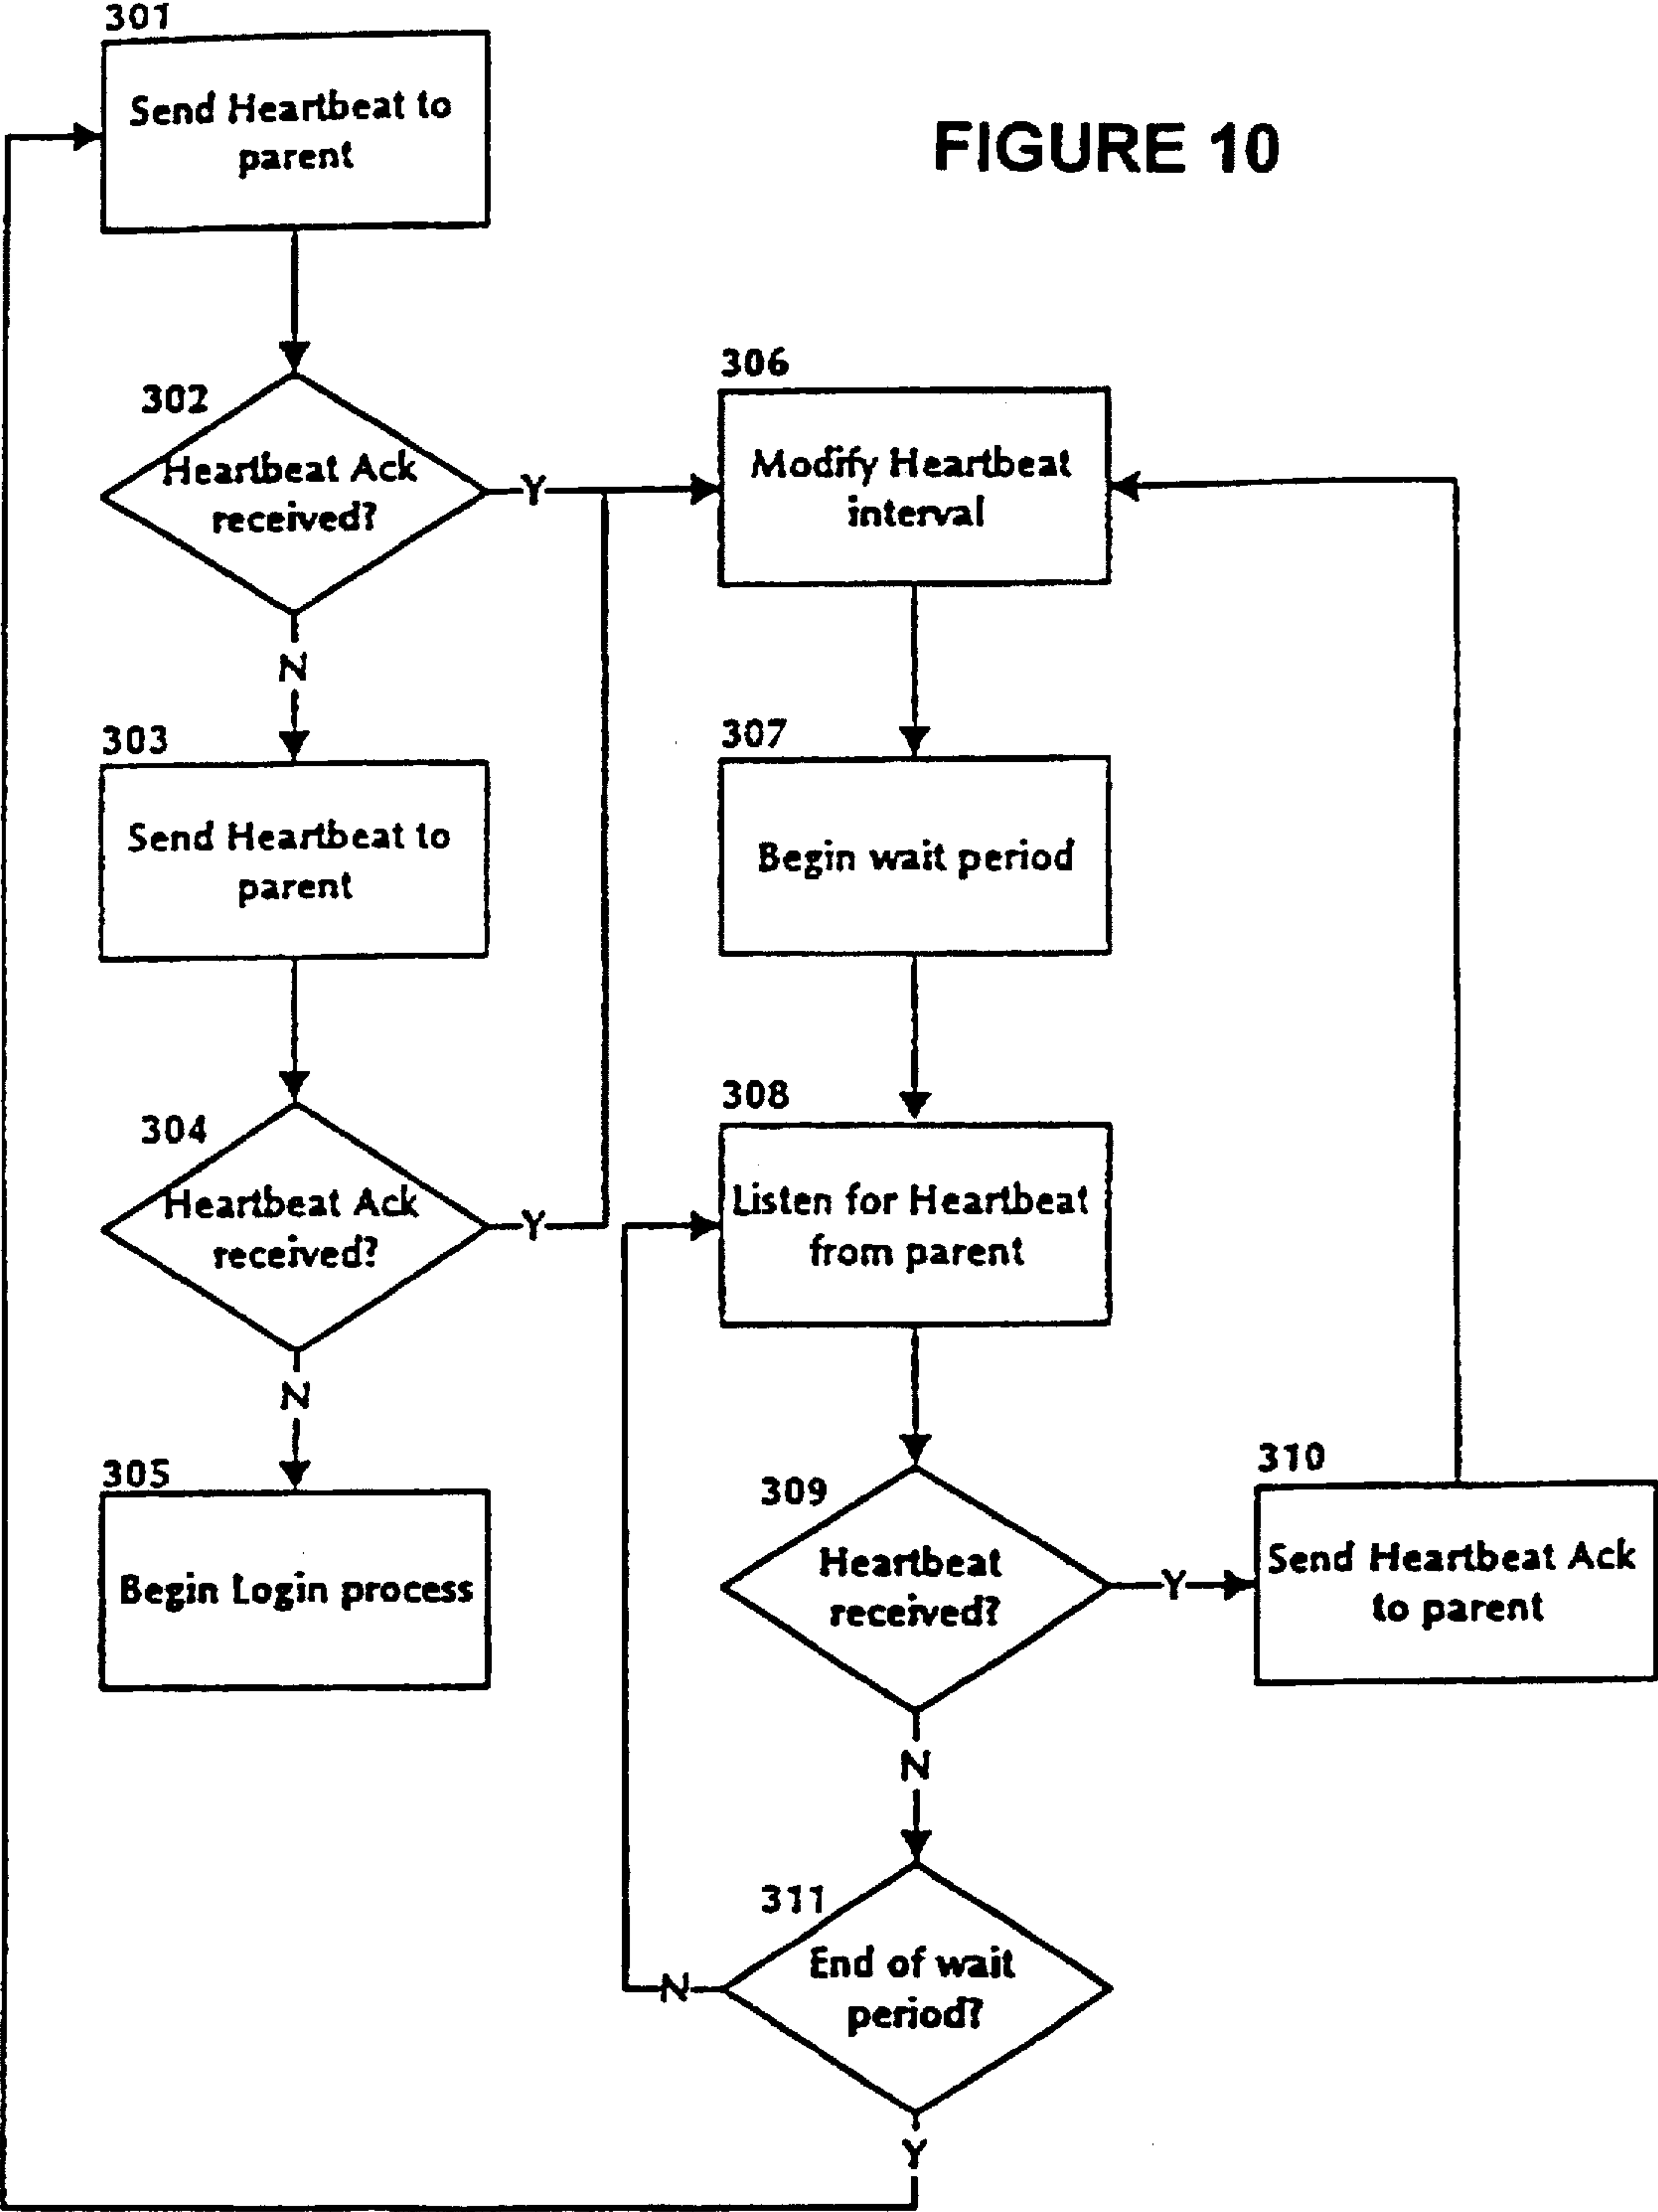 301
Send Heartbeat to
parent
FIGURE 10
302
Heartbeat Ack
received?
Y
N
303
Send Heartbeat to
parent
304
Heartbeat Ack
received?
Y
N
305
Begin Login process
306
Modify Heartbeat
interval
307
Begin wait period
308
Listen for Heartbeat
from parent
309
Heartbeat
received?
Y
N
310
Send Heartbeat Ack
to parent
311
End of wait
period?
N
Y